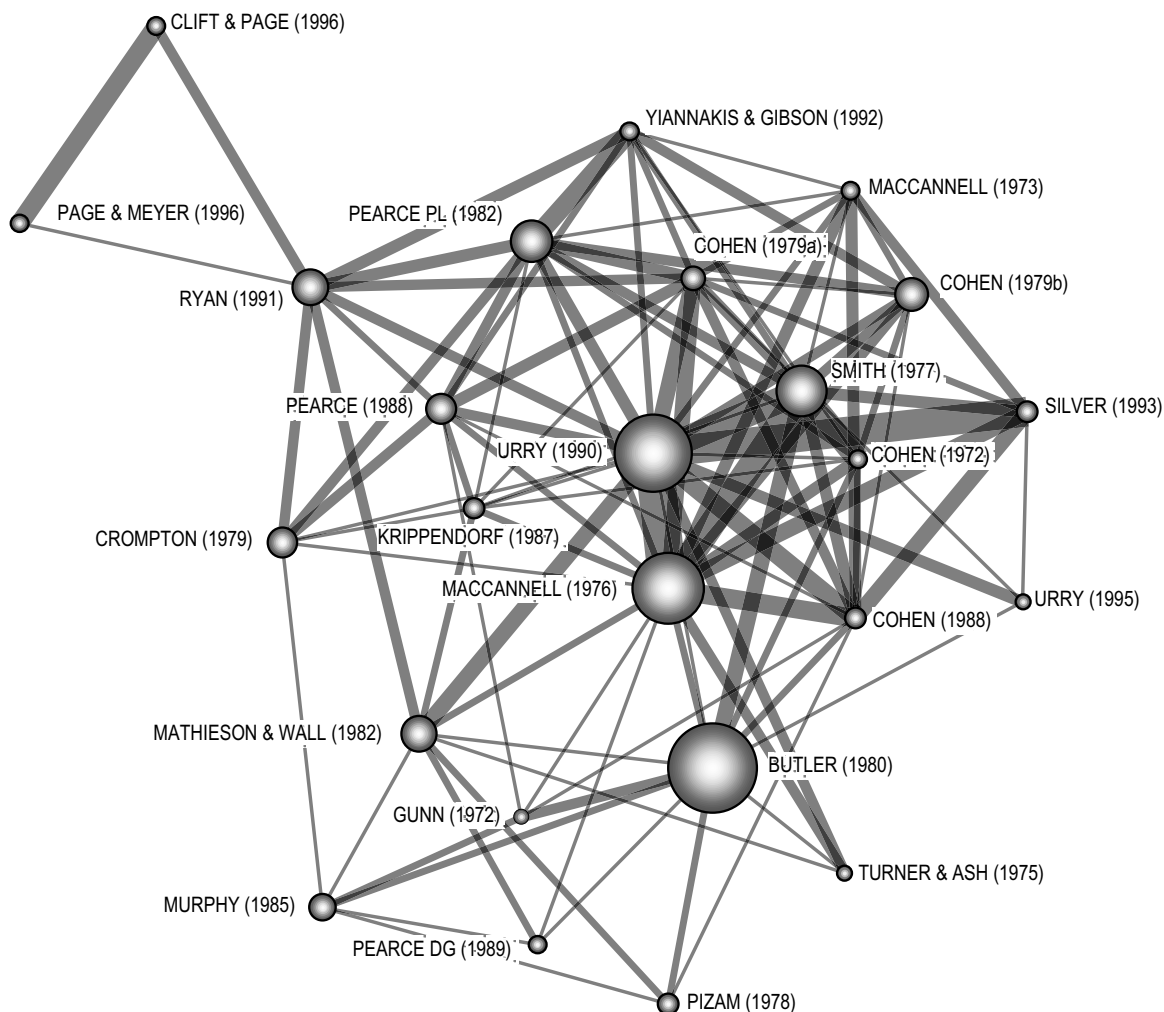 CLIFT & PAGE (1996)
YIANNAKIS & GIBSON (1992)
MACCANNELL (1973)
PAGE & MEYER (1996)
PEARCE PL (1982)
COHEN (1979a)
COHEN (1979b)
RYAN (1991)
SMITH (1977)
PEARCE (1988)
SILVER (1993)
URRY (1990)
COHEN (1972)
CROMPTON (1979)
KRIPPENDORF (1987)
MACCANNELL (1976)
URRY (1995)
COHEN (1988)
MATHIESON & WALL (1982)
BUTLER (1980)
GUNN (1972)
TURNER & ASH (1975)
MURPHY (1985)
PEARCE DG (1989)
PIZAM (1978)